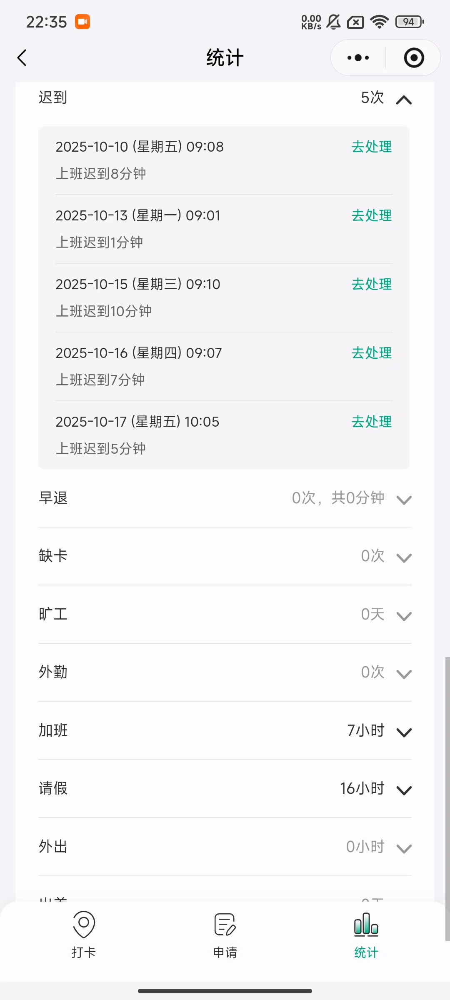 22:35
0.00 KB/s
94
统计
迟到 5次
2025-10-10 (星期五) 09:08 去处理
上班迟到8分钟
2025-10-13 (星期一) 09:01 去处理
上班迟到1分钟
2025-10-15 (星期三) 09:10 去处理
上班迟到10分钟
2025-10-16 (星期四) 09:07 去处理
上班迟到7分钟
2025-10-17 (星期五) 10:05 去处理
上班迟到5分钟
早退 0次，共0分钟
缺卡 0次
旷工 0天
外勤 0次
加班 7小时
请假 16小时
外出 0小时
打卡 申请 统计